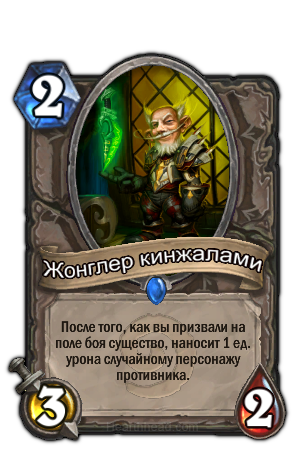 2
Жонглер кинжалами
После того, как вы призвали на
поле боя существо, наносит 1 ед.
урона случайному персонажу
противника.
3
2